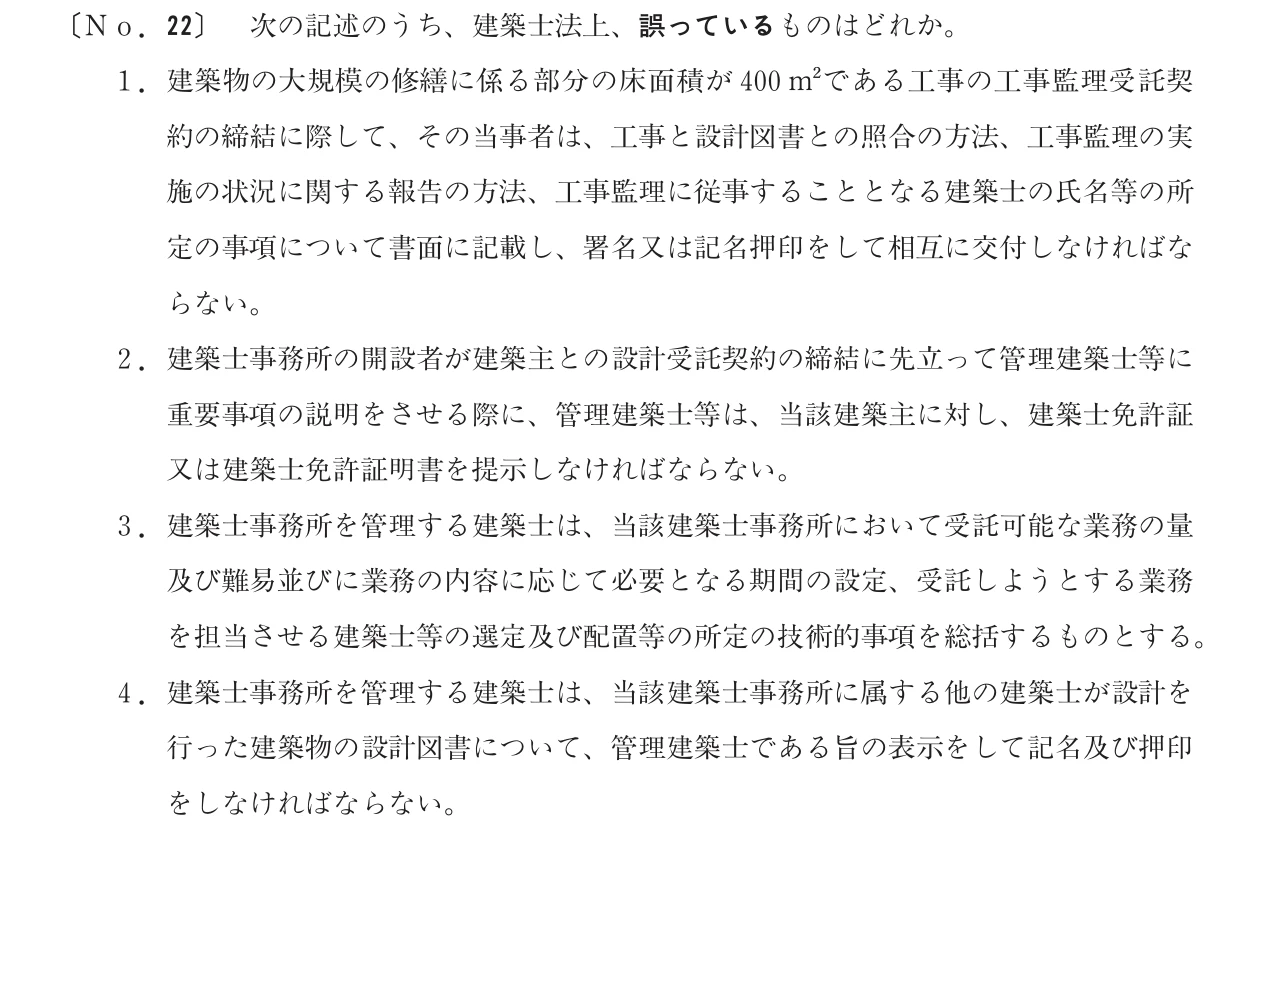 〔Ｎｏ．22〕　次の記述のうち、建築士法上、誤っているものはどれか。
１．建築物の大規模の修繕に係る部分の床面積が 400 m²である工事の工事監理受託契
約の締結に際して、その当事者は、工事と設計図書との照合の方法、工事監理の実
施の状況に関する報告の方法、工事監理に従事することとなる建築士の氏名等の所
定の事項について書面に記載し、署名又は記名押印をして相互に交付しなければな
らない。
２．建築士事務所の開設者が建築主との設計受託契約の締結に先立って管理建築士等に
重要事項の説明をさせる際に、管理建築士等は、当該建築主に対し、建築士免許証
又は建築士免許証明書を提示しなければならない。
３．建築士事務所を管理する建築士は、当該建築士事務所において受託可能な業務の量
及び難易並びに業務の内容に応じて必要となる期間の設定、受託しようとする業務
を担当させる建築士等の選定及び配置等の所定の技術的事項を総括するものとする。
４．建築士事務所を管理する建築士は、当該建築士事務所に属する他の建築士が設計を
行った建築物の設計図書について、管理建築士である旨の表示をして記名及び押印
をしなければならない。